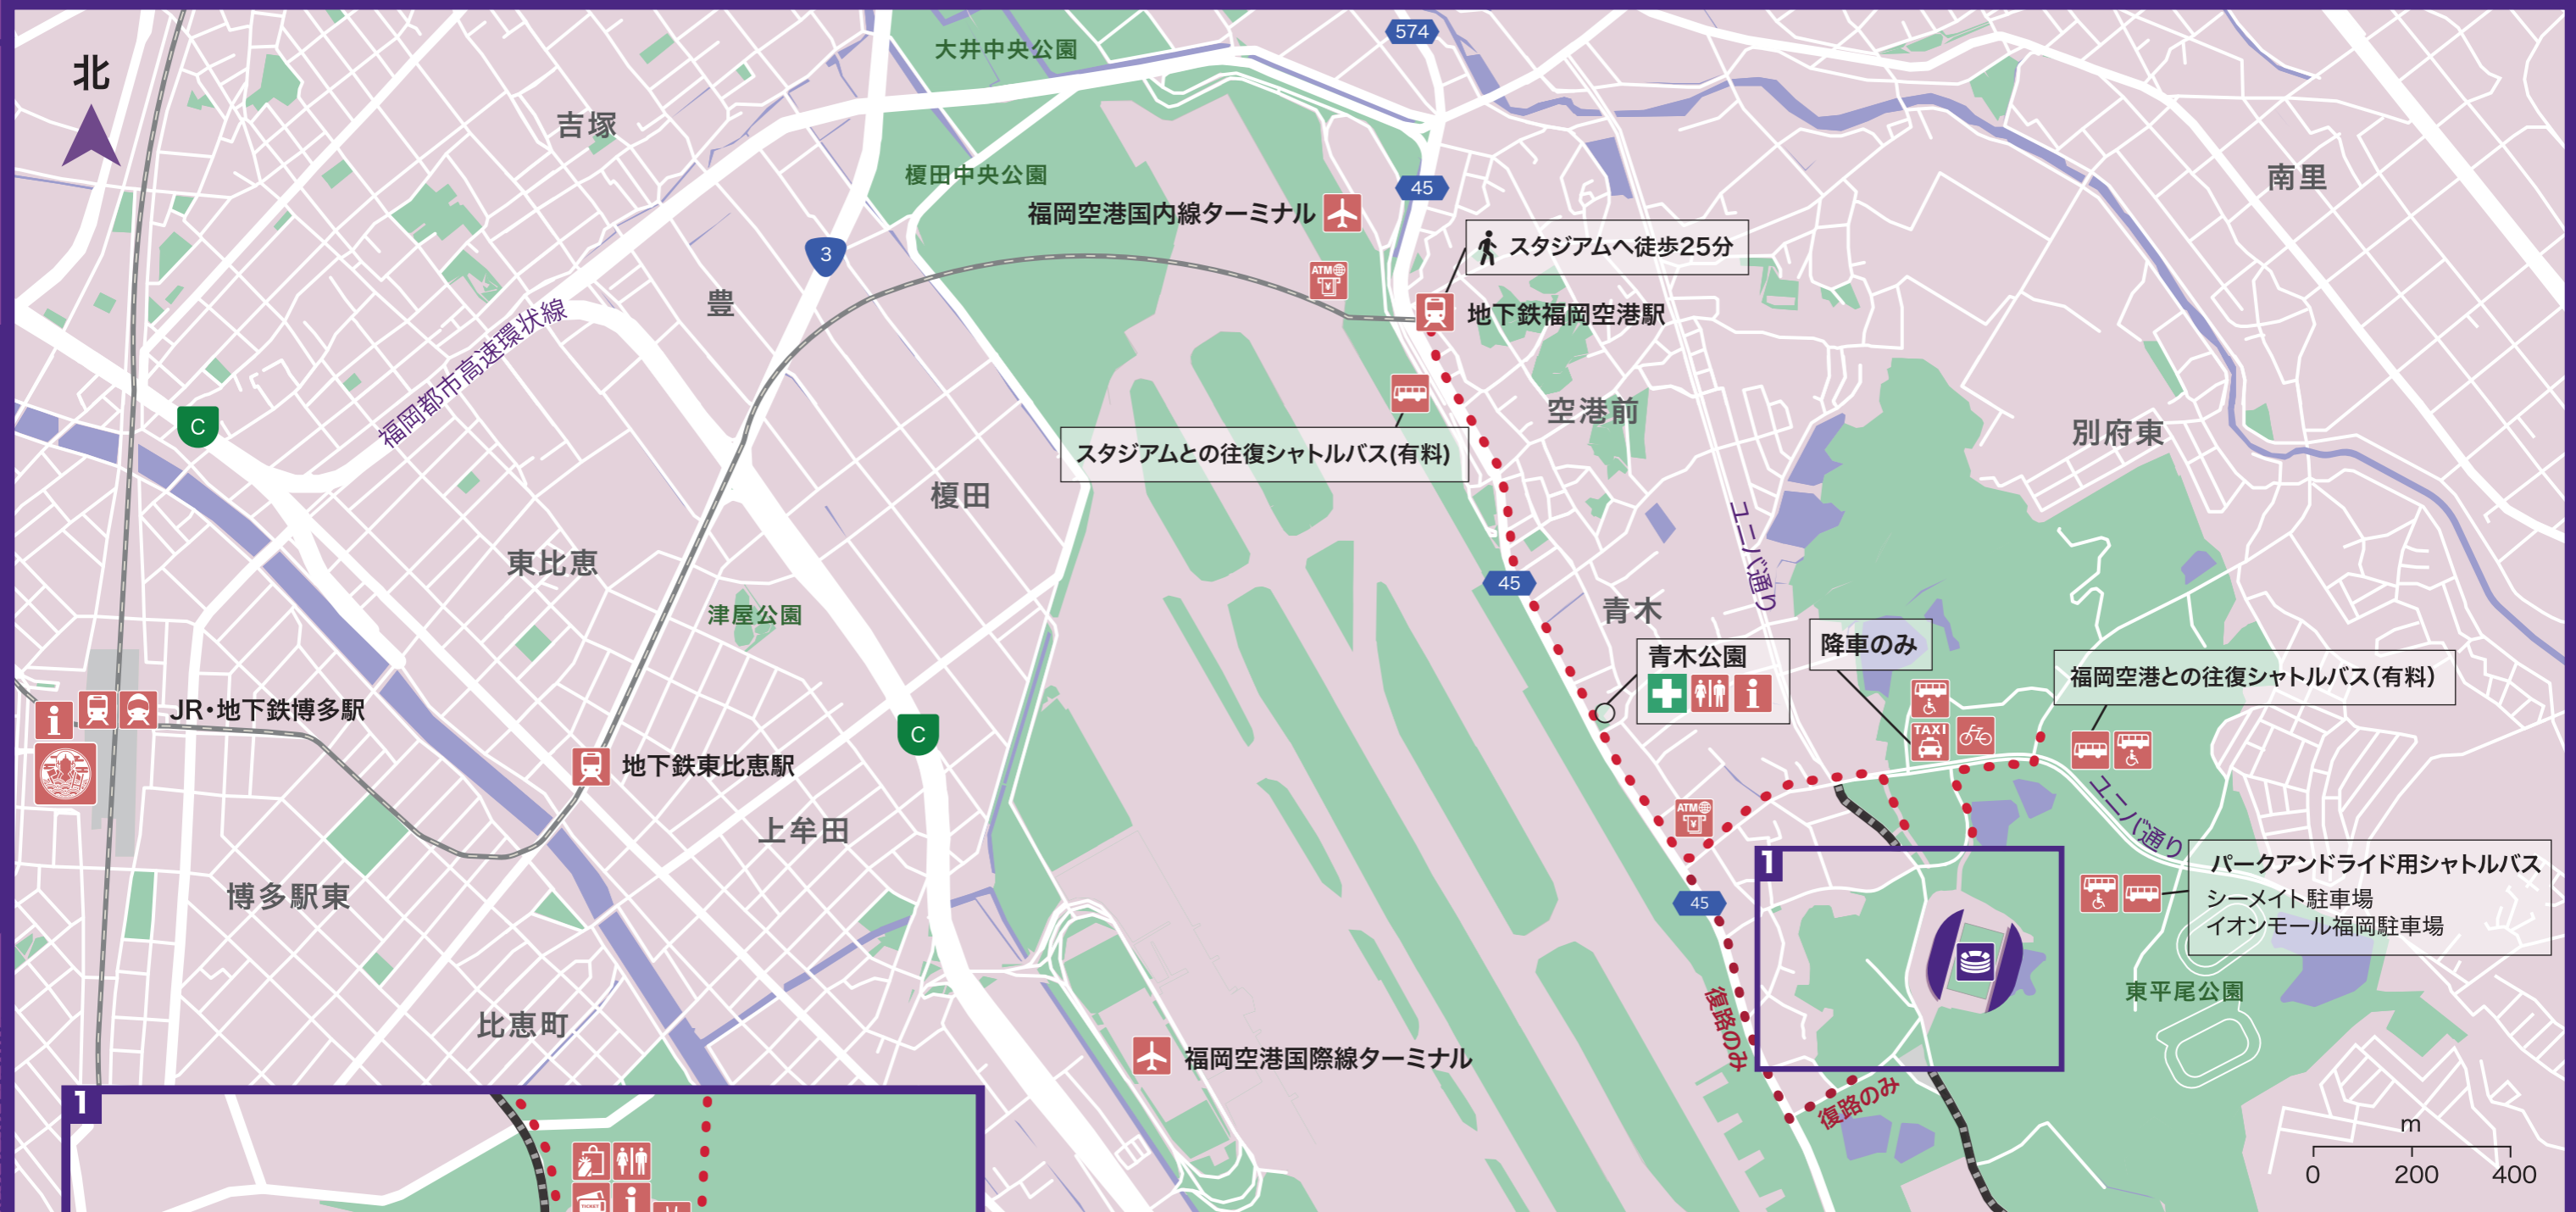 北
大井中央公園
574
吉塚
榎田中央公園
45
南里
福岡空港国内線ターミナル
3
スタジアムへ徒歩25分
ATM
豊
地下鉄福岡空港駅
福岡都市高速環状線
C
空港前
別府東
スタジアムとの往復シャトルバス(有料)
榎田
東比恵
ユニバ通り
45
津屋公園
青木
青木公園
降車のみ
福岡空港との往復シャトルバス(有料)
JR・地下鉄博多駅
C
TAXI
地下鉄東比恵駅
ATM
ユニバ通り
上牟田
1
パークアンドライド用シャトルバス
シーメイト駐車場
イオンモール福岡駐車場
博多駅東
45
東平尾公園
比恵町
復路のみ
福岡空港国際線ターミナル
復路のみ
1
m
0 200 400
TICKET